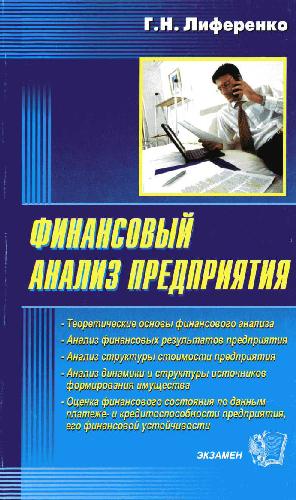 Г.Н. Лиференко
ФИНАНСОВЫЙ
АНАЛИЗ ПРЕДПРИЯТИЯ
- Теоретические основы финансового анализа
- Анализ финансовых результатов предприятия
- Анализ структуры стоимости предприятия
- Анализ динамики и структуры источников
формирования имущества
- Оценка финансового состояния по данным
платеже- и кредитоспособности предприятия,
его финансовой устойчивости
ЭКЗАМЕН